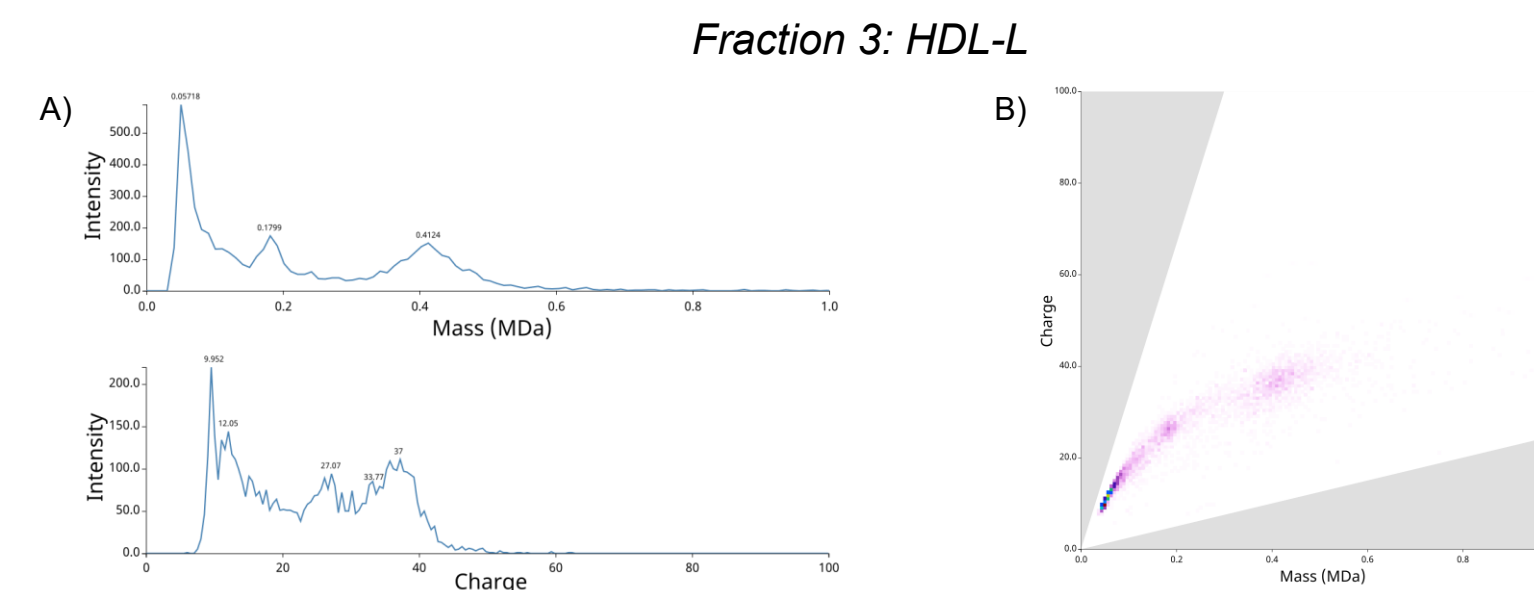 Fraction 3: HDL-L
A)
0.05718
500.0
400.0
300.0
200.0
100.0
0.0
Intensity
0.1799
0.4124
0.0 0.2 0.4 0.6 0.8 1.0
Mass (MDa)
9.952
200.0
150.0
100.0
50.0
0.0
Intensity
12.05
27.07
33.77
37
0 20 40 60 80 100
Charge
B)
100.0
80.0
60.0
40.0
20.0
0.0
Charge
0.0 0.2 0.4 0.6 0.8
Mass (MDa)